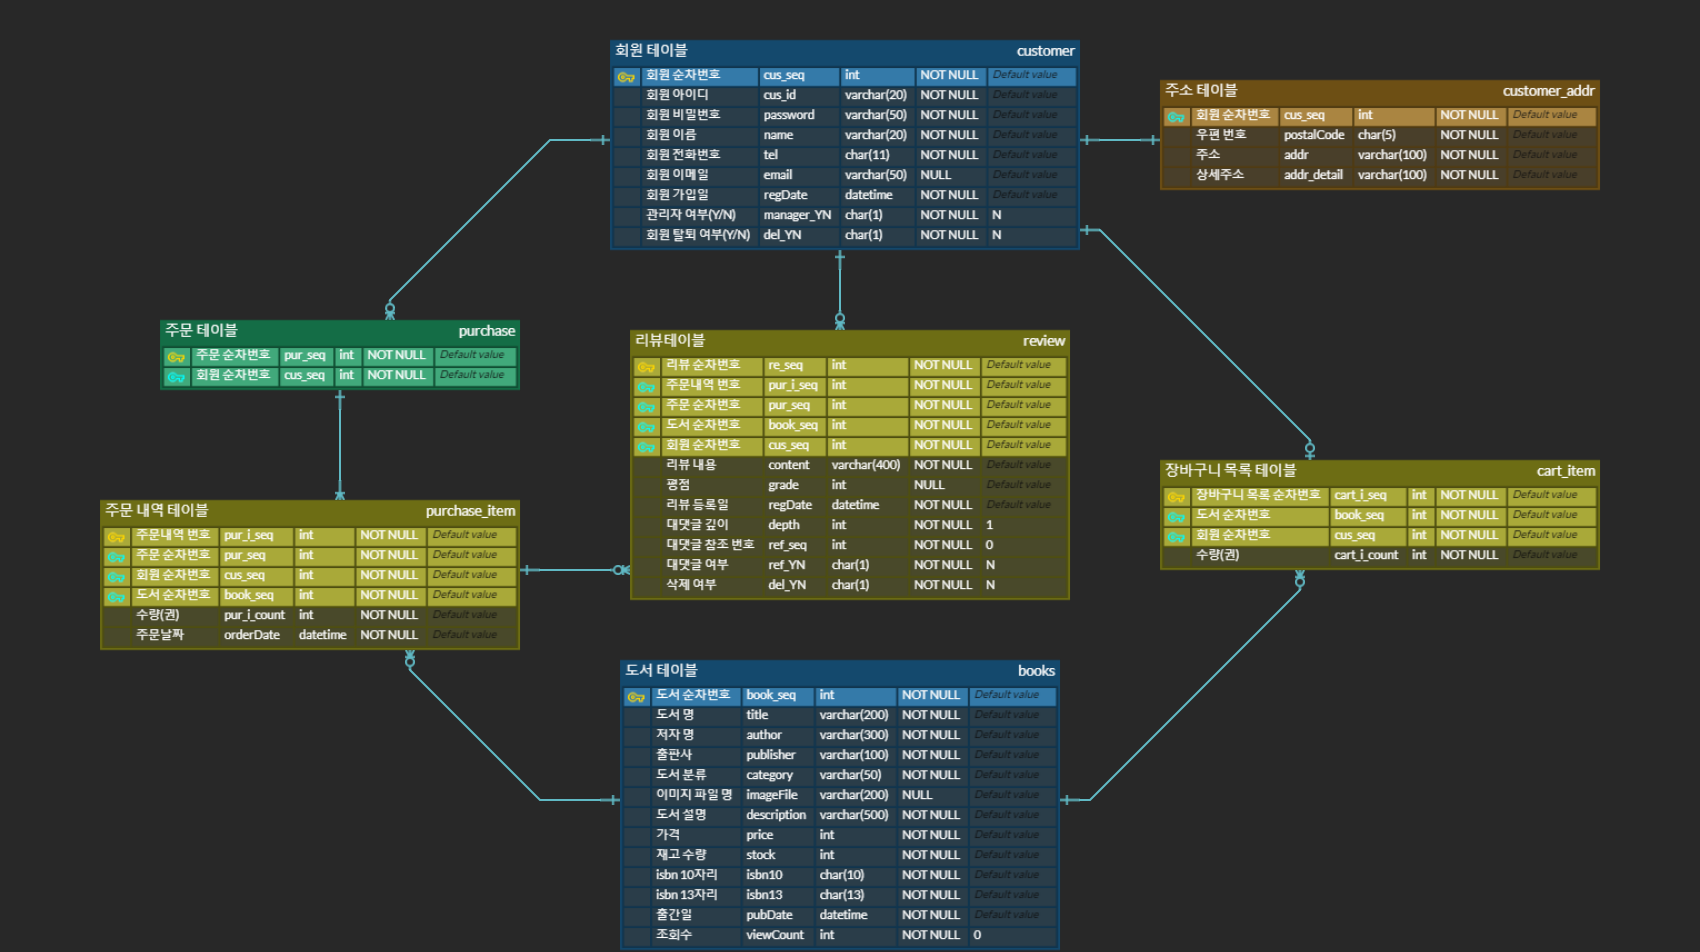 회원 테이블 customer
회원 순차번호 cus_seq int NOT NULL Default value
회원 아이디 cus_id varchar(20) NOT NULL Default value
회원 비밀번호 password varchar(50) NOT NULL Default value
회원 이름 name varchar(20) NOT NULL Default value
회원 전화번호 tel char(11) NOT NULL Default value
회원 이메일 email varchar(50) NULL Default value
회원 가입일 regDate datetime NOT NULL Default value
관리자 여부(Y/N) manager_YN char(1) NOT NULL N
회원 탈퇴 여부(Y/N) del_YN char(1) NOT NULL N
주소 테이블 customer_addr
회원 순차번호 cus_seq int NOT NULL Default value
우편 번호 postalCode char(5) NOT NULL Default value
주소 addr varchar(100) NOT NULL Default value
상세주소 addr_detail varchar(100) NOT NULL Default value
주문 테이블 purchase
주문 순차번호 pur_seq int NOT NULL Default value
회원 순차번호 cus_seq int NOT NULL Default value
리뷰테이블 review
리뷰 순차번호 re_seq int NOT NULL Default value
주문내역 번호 pur_i_seq int NOT NULL Default value
주문 순차번호 pur_seq int NOT NULL Default value
도서 순차번호 book_seq int NOT NULL Default value
회원 순차번호 cus_seq int NOT NULL Default value
리뷰 내용 content varchar(400) NOT NULL Default value
평점 grade int NULL Default value
리뷰 등록일 regDate datetime NOT NULL Default value
대댓글 깊이 depth int NOT NULL 1
대댓글 참조 번호 ref_seq int NOT NULL 0
대댓글 여부 ref_YN char(1) NOT NULL N
삭제 여부 del_YN char(1) NOT NULL N
장바구니 목록 테이블 cart_item
장바구니 목록 순차번호 cart_i_seq int NOT NULL Default value
도서 순차번호 book_seq int NOT NULL Default value
회원 순차번호 cus_seq int NOT NULL Default value
수량(권) cart_i_count int NOT NULL Default value
주문 내역 테이블 purchase_item
주문내역 번호 pur_i_seq int NOT NULL Default value
주문 순차번호 pur_seq int NOT NULL Default value
회원 순차번호 cus_seq int NOT NULL Default value
도서 순차번호 book_seq int NOT NULL Default value
수량(권) pur_i_count int NOT NULL Default value
주문날짜 orderDate datetime NOT NULL Default value
도서 테이블 books
도서 순차번호 book_seq int NOT NULL Default value
도서 명 title varchar(200) NOT NULL Default value
저자 명 author varchar(300) NOT NULL Default value
출판사 publisher varchar(100) NOT NULL Default value
도서 분류 category varchar(50) NOT NULL Default value
이미지 파일 명 imageFile varchar(200) NULL Default value
도서 설명 description varchar(500) NOT NULL Default value
가격 price int NOT NULL Default value
재고 수량 stock int NOT NULL Default value
isbn 10자리 isbn10 char(10) NOT NULL Default value
isbn 13자리 isbn13 char(13) NOT NULL Default value
출간일 pubDate datetime NOT NULL Default value
조회수 viewCount int NOT NULL 0